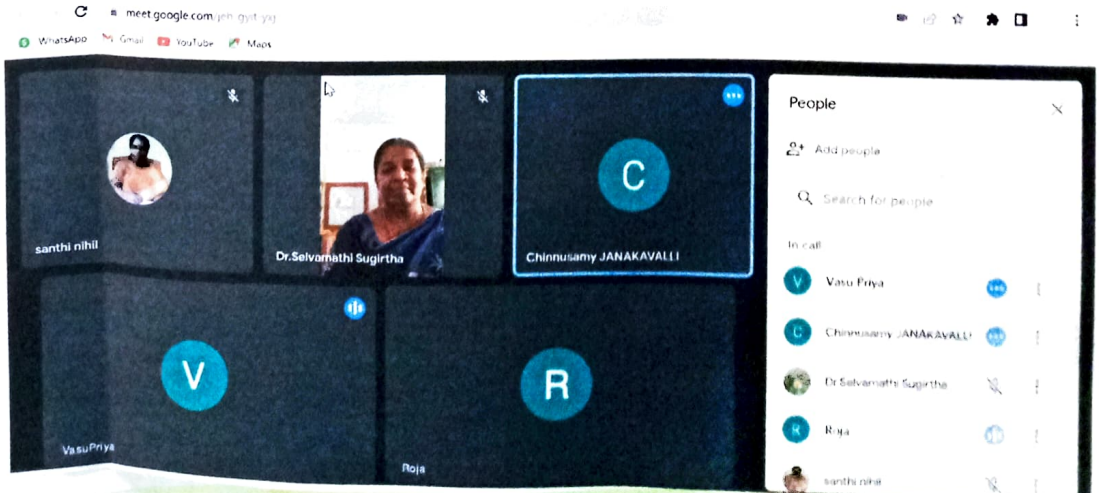 meet.google.com/
WhatsApp
Gmail
YouTube
Maps
santhi nihil
Dr.Selvamathi Sugirtha
C
Chinnusamy JANAKAVALLI
V
VasuPriya
R
Roja
People
Add people
Search for people
In call
V Vasu Priya
C Chinnusamy JANAKAVALLI
Dr.Selvamathi Sugirtha
R Roja
santhi nihil